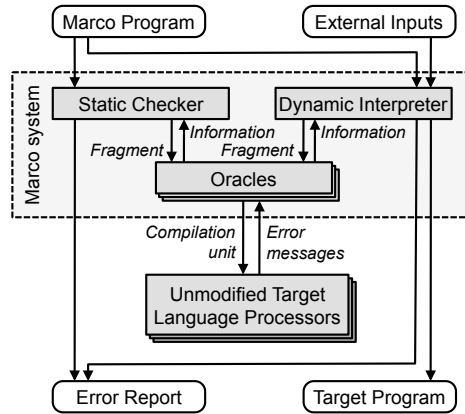 Marco Program
External Inputs
Marco system
Static Checker
Dynamic Interpreter
Information
Information
Fragment
Fragment
Oracles
Compilation
unit
Error
messages
Unmodified Target
Language Processors
Error Report
Target Program